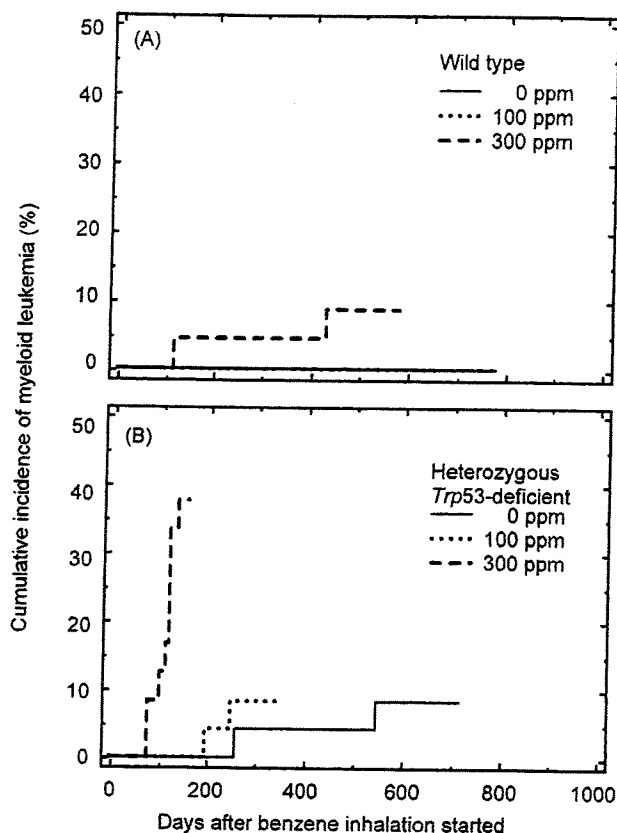 Cumulative incidence of myeloid leukemia (%)
(A)
50
40
30
20
10
0
Wild type
0 ppm
100 ppm
300 ppm
(B)
50
40
30
20
10
0
Heterozygous
Trp53-deficient
0 ppm
100 ppm
300 ppm
0 200 400 600 800 1000
Days after benzene inhalation started